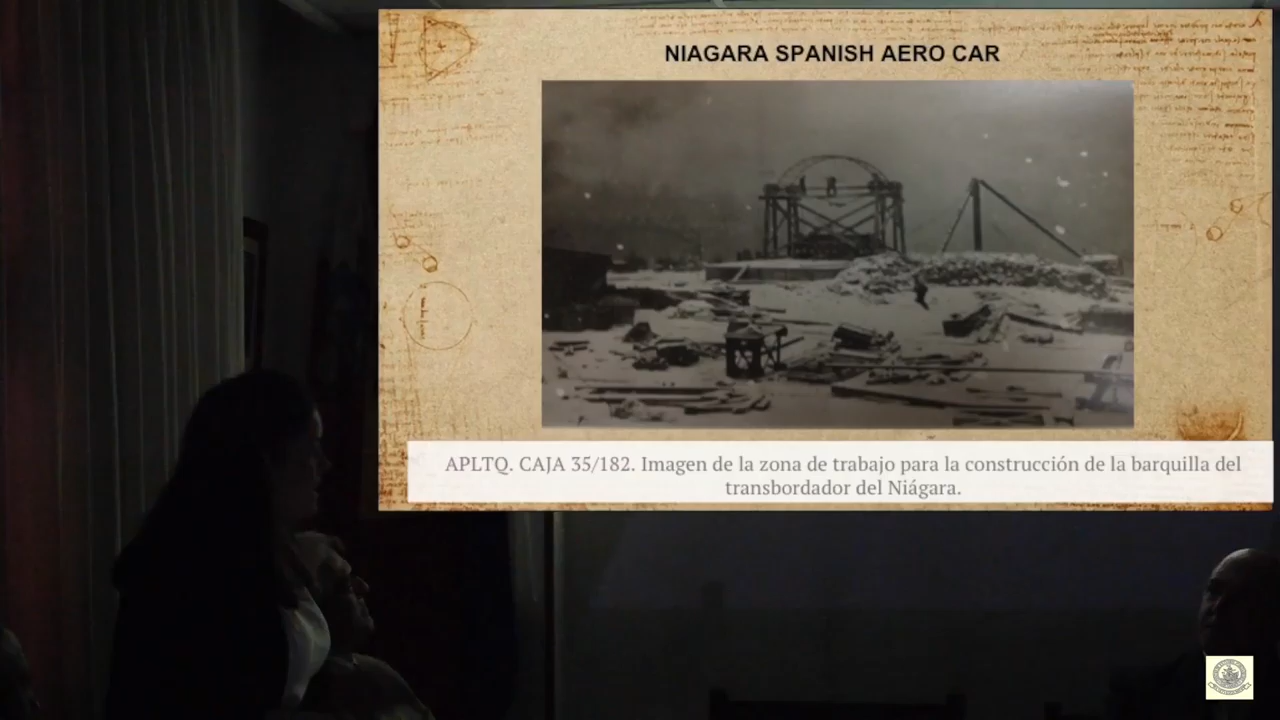 NIAGARA SPANISH AERO CAR
APLTQ. CAJA 35/182. Imagen de la zona de trabajo para la construcción de la barquilla del
transbordador del Niágara.